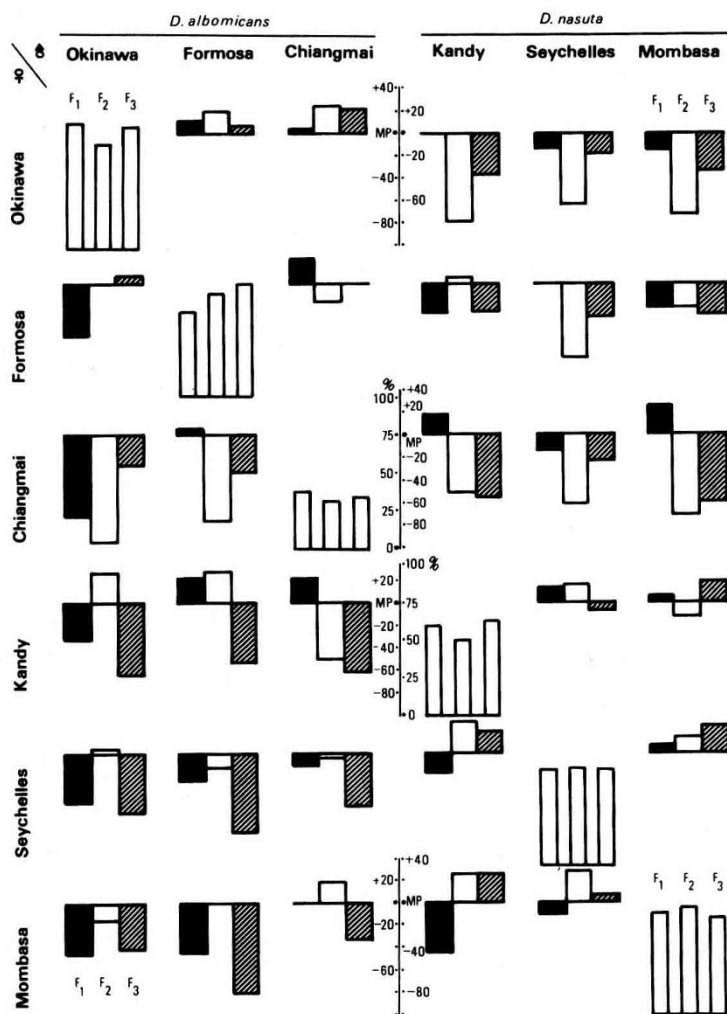 D. albomicans D. nasuta
♀ / ♂ Okinawa Formosa Chiangmai Kandy Seychelles Mombasa
Okinawa
F1 F2 F3
+40
+20
MP
-20
-40
-60
-80
F1 F2 F3
Formosa
Chiangmai
%
100
75
50
25
0
+40
+20
MP
-20
-40
-60
-80
Kandy
+20
MP
-20
-40
-60
-80
100 %
75
50
25
0
Seychelles
Mombasa
F1 F2 F3
+40
+20
MP
-20
-40
-60
-80
F1 F2 F3